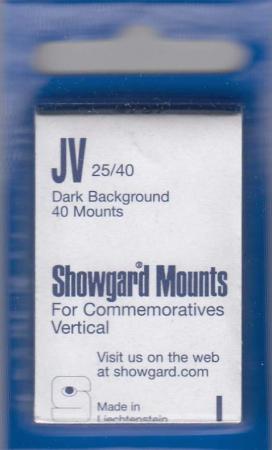 JV 25/40
Dark Background
40 Mounts
Showgard® Mounts
For Commemoratives
Vertical
Visit us on the web
at showgard.com
Made in
Liechtenstein